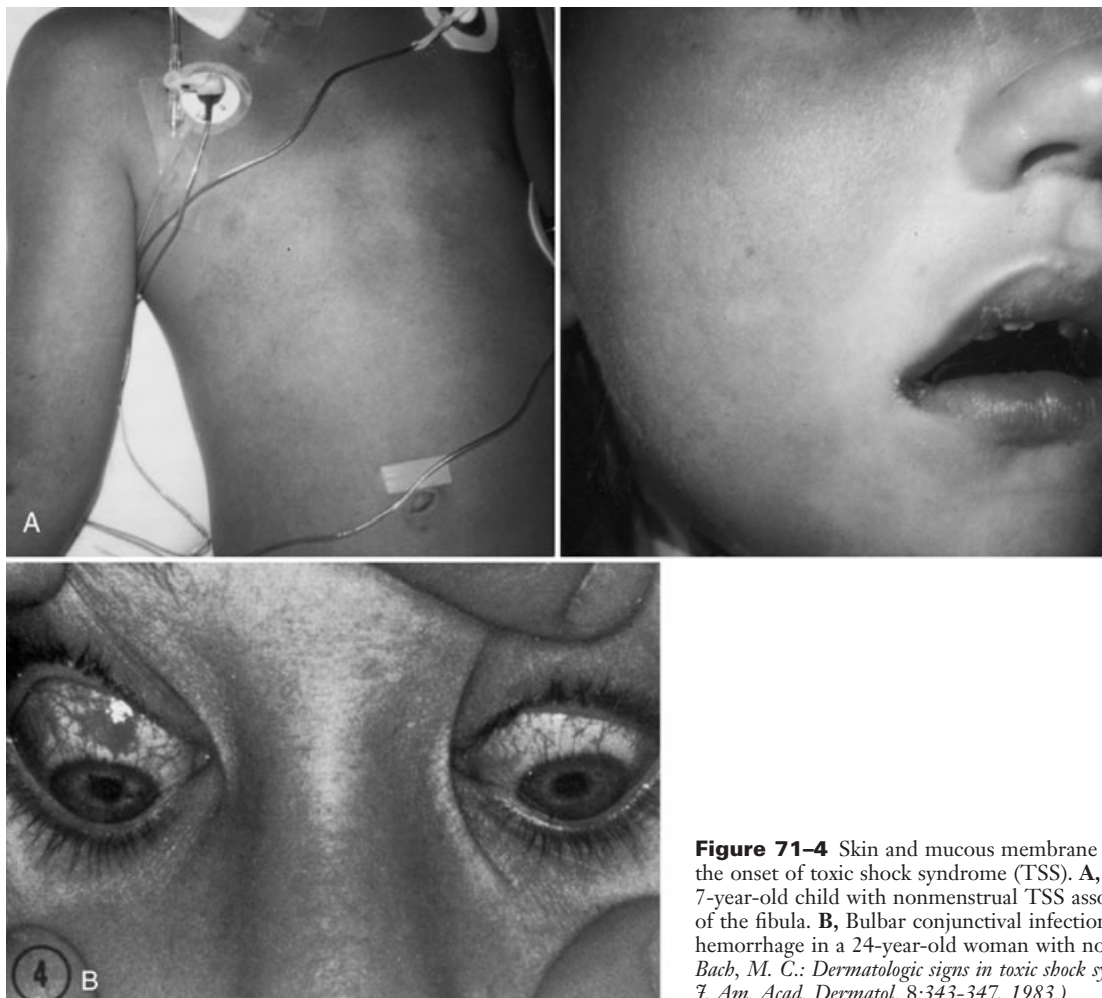 A
4 B
Figure 71–4 Skin and mucous membrane
the onset of toxic shock syndrome (TSS). A,
7-year-old child with nonmenstrual TSS asso
of the fibula. B, Bulbar conjunctival infection
hemorrhage in a 24-year-old woman with no
Bach, M. C.: Dermatologic signs in toxic shock sy
J. Am. Acad. Dermatol. 8:343-347, 1983.)